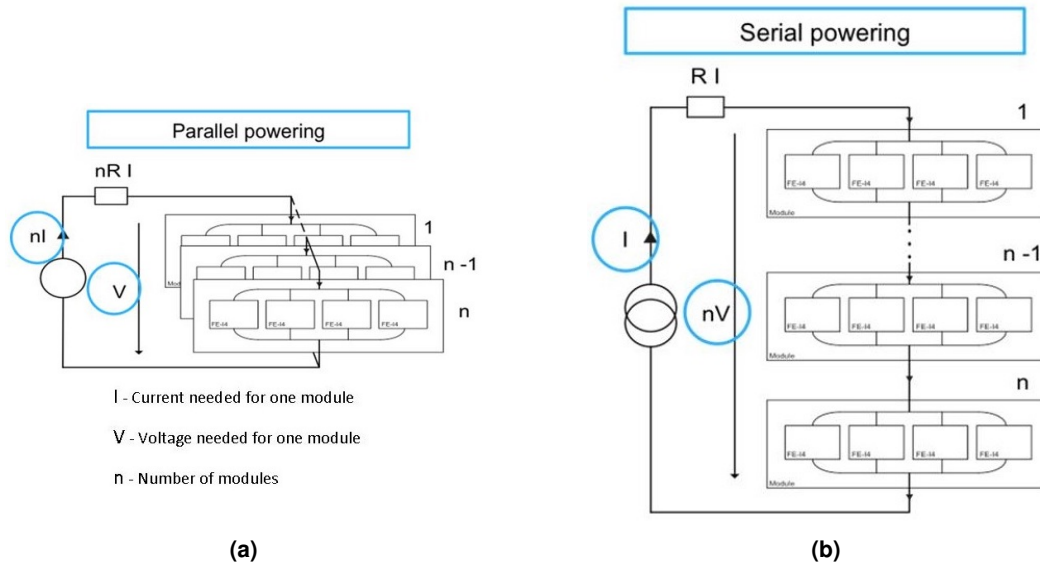 Parallel powering
nR I
nI
V
1
n -1
n
Mod
FE-I4 FE-I4 FE-I4 FE-I4
I - Current needed for one module
V - Voltage needed for one module
n - Number of modules
(a)
Serial powering
R I
I
nV
1
FE-I4 FE-I4 FE-I4 FE-I4
Module
n -1
FE-I4 FE-I4 FE-I4 FE-I4
Module
n
FE-I4 FE-I4 FE-I4 FE-I4
Module
(b)